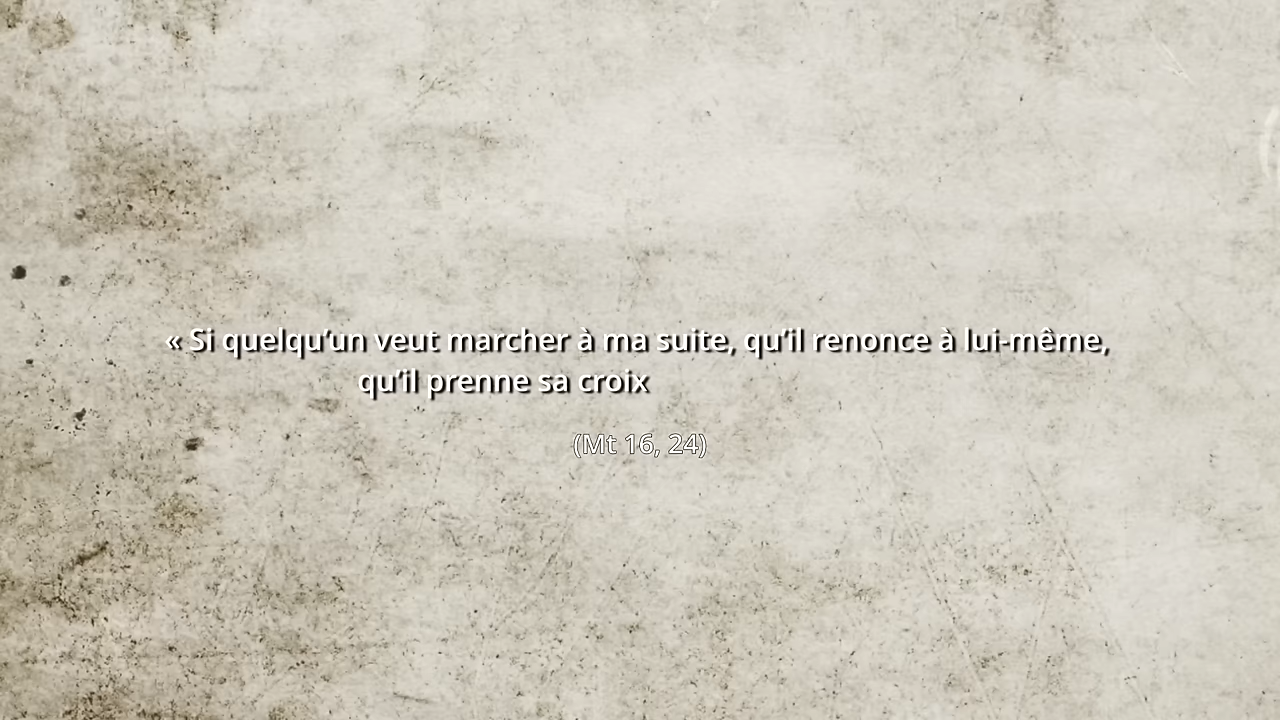 « Si quelqu’un veut marcher à ma suite, qu’il renonce à lui-même,
qu’il prenne sa croix
(Mt 16, 24)